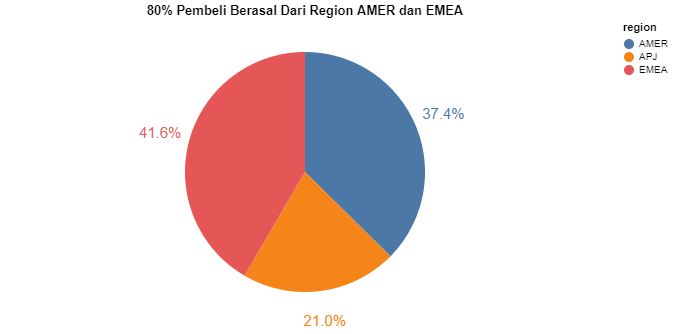 80% Pembeli Berasal Dari Region AMER dan EMEA
region
AMER
APJ
EMEA
37.4%
41.6%
21.0%